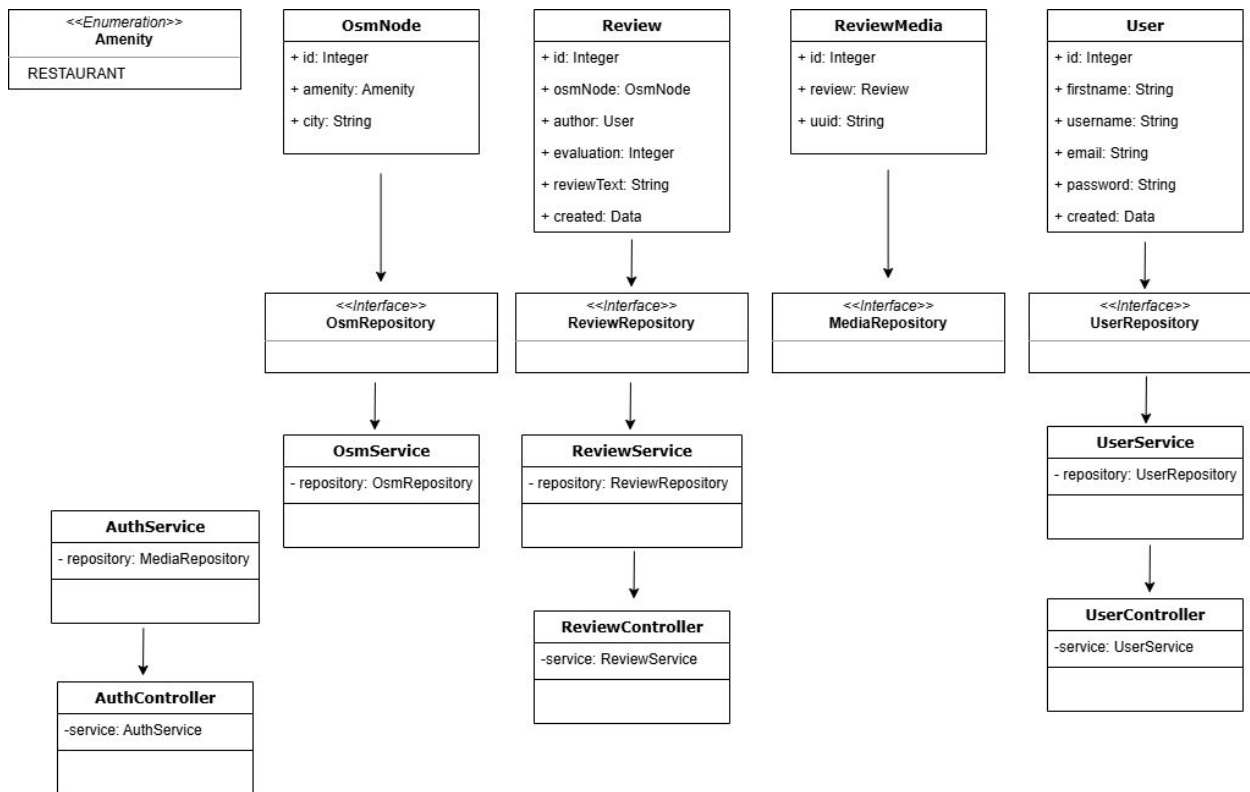 <<Enumeration>>
Amenity
RESTAURANT
OsmNode
+ id: Integer
+ amenity: Amenity
+ city: String
Review
+ id: Integer
+ osmNode: OsmNode
+ author: User
+ evaluation: Integer
+ reviewText: String
+ created: Data
ReviewMedia
+ id: Integer
+ review: Review
+ uuid: String
User
+ id: Integer
+ firstname: String
+ username: String
+ email: String
+ password: String
+ created: Data
<<Interface>>
OsmRepository
<<Interface>>
ReviewRepository
<<Interface>>
MediaRepository
<<Interface>>
UserRepository
OsmService
- repository: OsmRepository
ReviewService
- repository: ReviewRepository
UserService
- repository: UserRepository
AuthService
- repository: MediaRepository
ReviewController
-service: ReviewService
UserController
-service: UserService
AuthController
-service: AuthService